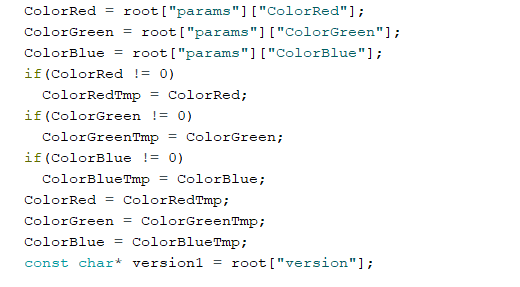 ColorRed = root["params"]["ColorRed"];
ColorGreen = root["params"]["ColorGreen"];
ColorBlue = root["params"]["ColorBlue"];
if(ColorRed != 0)
  ColorRedTmp = ColorRed;
if(ColorGreen != 0)
  ColorGreenTmp = ColorGreen;
if(ColorBlue != 0)
  ColorBlueTmp = ColorBlue;
ColorRed = ColorRedTmp;
ColorGreen = ColorGreenTmp;
ColorBlue = ColorBlueTmp;
const char* version1 = root["version"];